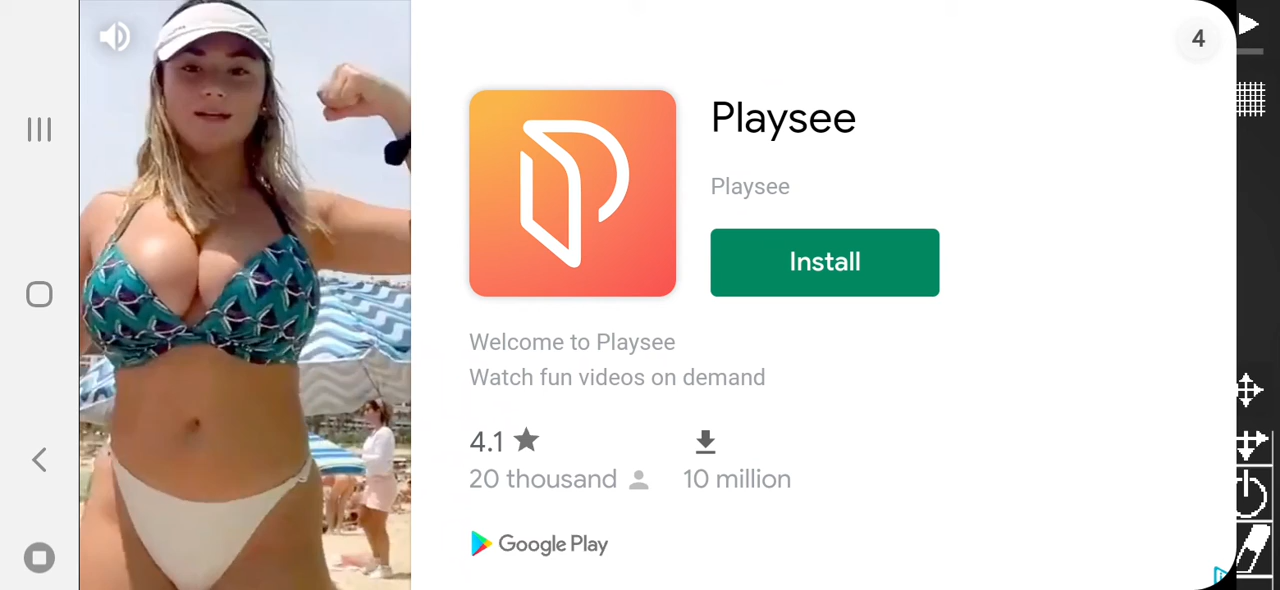 4
Playsee
Playsee
Install
Welcome to Playsee
Watch fun videos on demand
4.1
20 thousand
10 million
Google Play